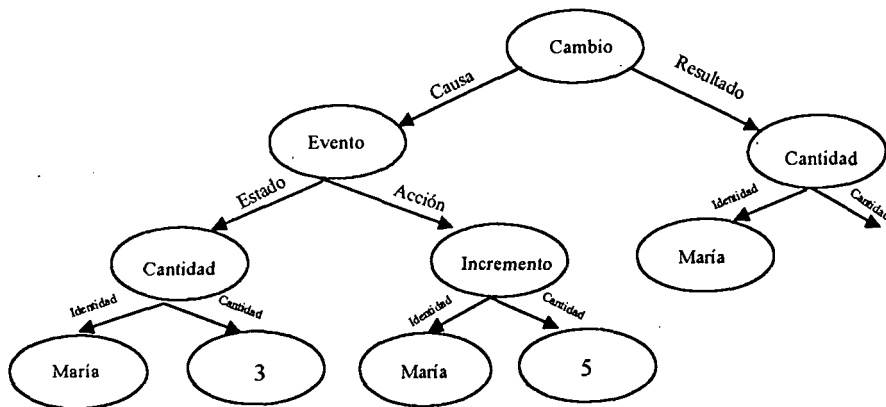 Cambio
Causa
Resultado
Evento
Cantidad
Estado
Acción
Identidad
Cantidad
María
Cantidad
Incremento
Identidad
Cantidad
Identidad
Cantidad
María
3
María
5